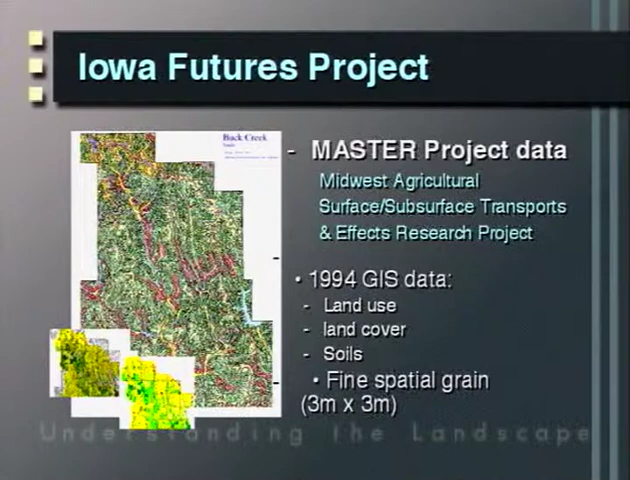 Iowa Futures Project
Buck Creek
- MASTER Project data
Midwest Agricultural
Surface/Subsurface Transports
& Effects Research Project
• 1994 GIS data:
- Land use
- land cover
- Soils
• Fine spatial grain
(3m x 3m)
Understanding the Landscape